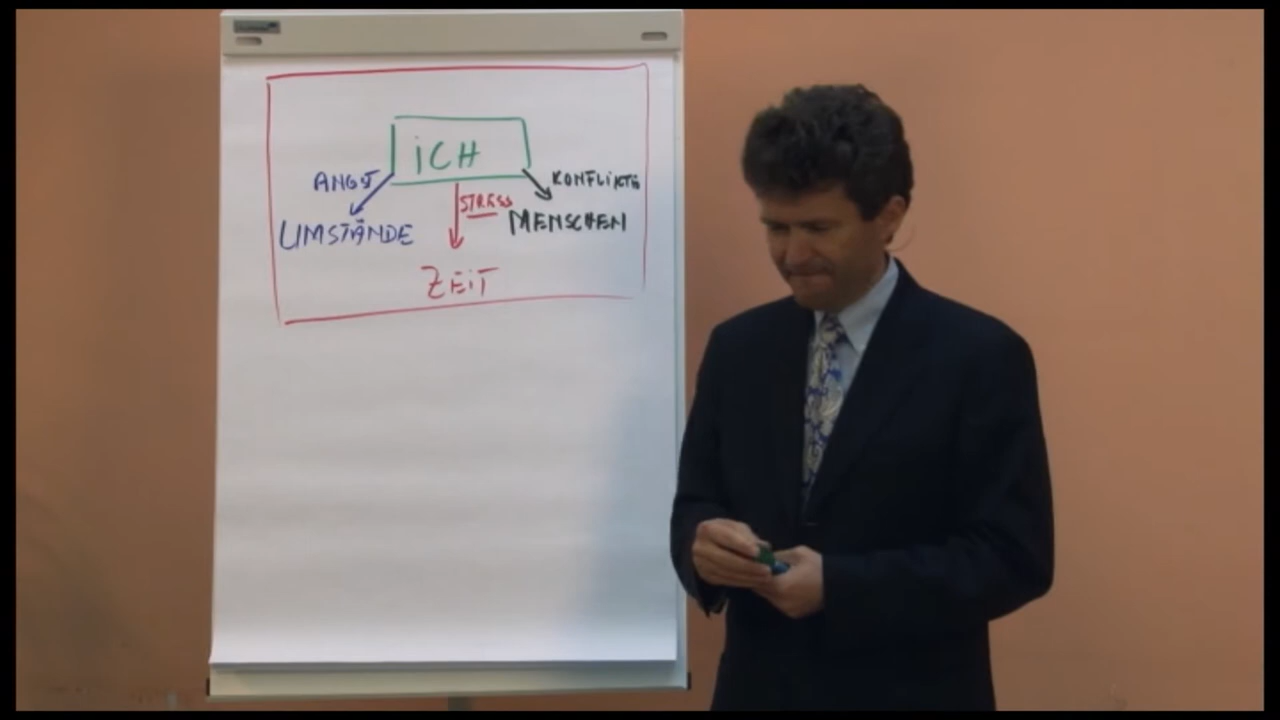 iCH
ANGST
KONFLIKTE
STRESS
UMSTÄNDE
MENSCHEN
ZEIT